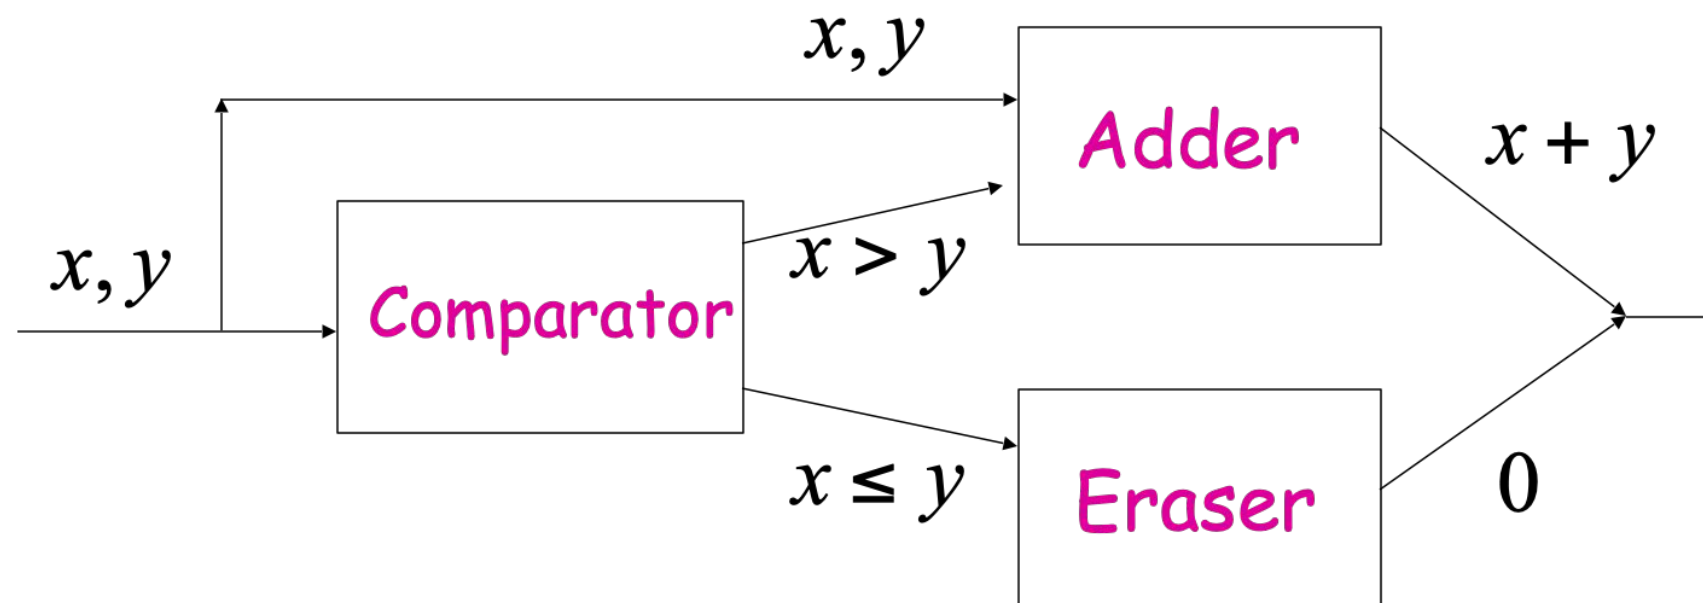 x, y
Adder
x + y
x, y
x > y
Comparator
x ≤ y
Eraser
0